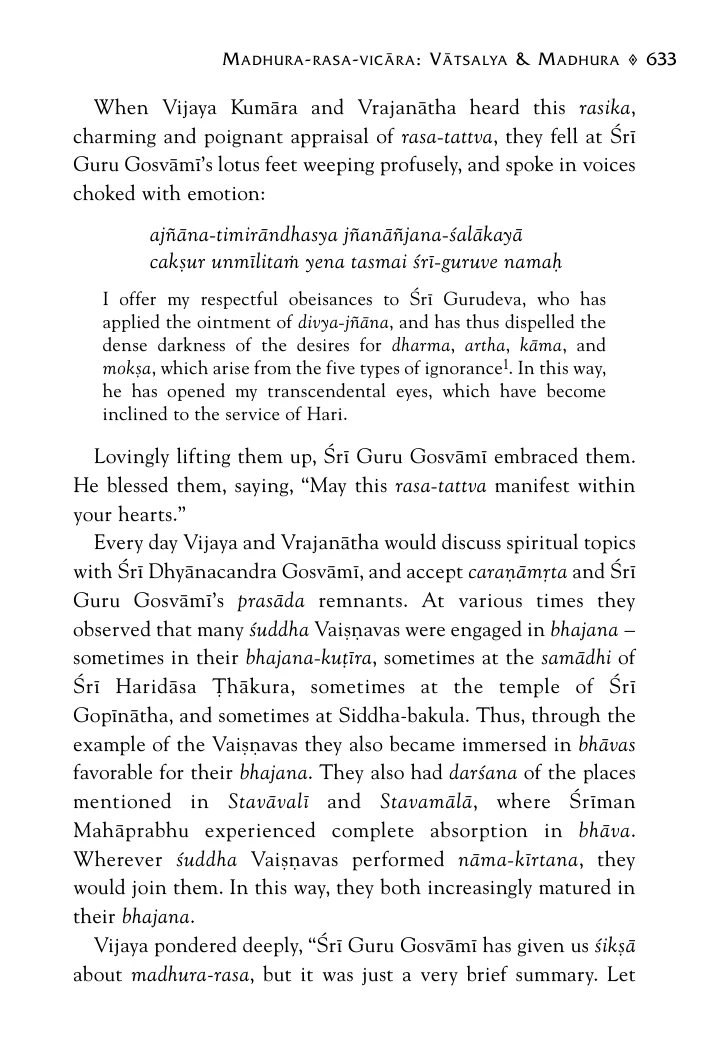 MADHURA-RASA-VICĀRA: VĀTSALYA & MADHURA ◈ 633
When Vijaya Kumāra and Vrajanātha heard this rasika,
charming and poignant appraisal of rasa-tattva, they fell at Śrī
Guru Gosvāmī’s lotus feet weeping profusely, and spoke in voices
choked with emotion:
ajñāna-timirāndhasya jñanāñjana-śalākayā
cakṣur unmīlitaṁ yena tasmai śrī-guruve namaḥ
I offer my respectful obeisances to Śrī Gurudeva, who has
applied the ointment of divya-jñāna, and has thus dispelled the
dense darkness of the desires for dharma, artha, kāma, and
mokṣa, which arise from the five types of ignorance¹. In this way,
he has opened my transcendental eyes, which have become
inclined to the service of Hari.
Lovingly lifting them up, Śrī Guru Gosvāmī embraced them.
He blessed them, saying, “May this rasa-tattva manifest within
your hearts.”
Every day Vijaya and Vrajanātha would discuss spiritual topics
with Śrī Dhyānacandra Gosvāmī, and accept caraṇāmṛta and Śrī
Guru Gosvāmī’s prasāda remnants. At various times they
observed that many śuddha Vaiṣṇavas were engaged in bhajana –
sometimes in their bhajana-kuṭīra, sometimes at the samādhi of
Śrī Haridāsa Ṭhākura, sometimes at the temple of Śrī
Gopīnātha, and sometimes at Siddha-bakula. Thus, through the
example of the Vaiṣṇavas they also became immersed in bhāvas
favorable for their bhajana. They also had darśana of the places
mentioned in Stavāvalī and Stavamālā, where Śrīman
Mahāprabhu experienced complete absorption in bhāva.
Wherever śuddha Vaiṣṇavas performed nāma-kīrtana, they
would join them. In this way, they both increasingly matured in
their bhajana.
Vijaya pondered deeply, “Śrī Guru Gosvāmī has given us śikṣā
about madhura-rasa, but it was just a very brief summary. Let